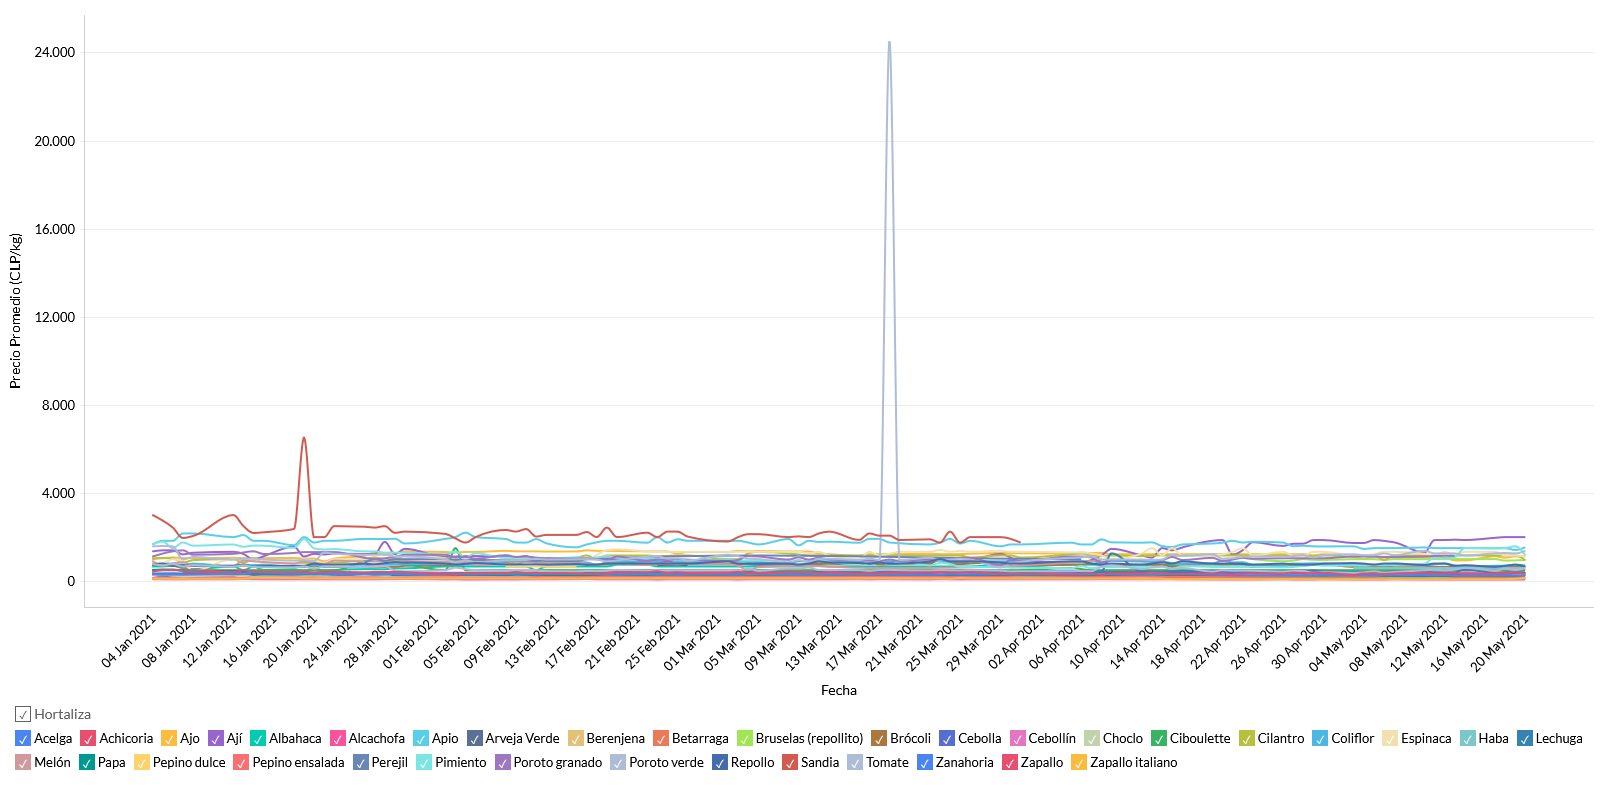 24.000
20.000
16.000
12.000
8.000
4.000
0
Precio Promedio (CLP/kg)
04 Jan 2021
08 Jan 2021
12 Jan 2021
16 Jan 2021
20 Jan 2021
24 Jan 2021
28 Jan 2021
01 Feb 2021
05 Feb 2021
09 Feb 2021
13 Feb 2021
17 Feb 2021
21 Feb 2021
25 Feb 2021
01 Mar 2021
05 Mar 2021
09 Mar 2021
13 Mar 2021
17 Mar 2021
21 Mar 2021
25 Mar 2021
29 Mar 2021
02 Apr 2021
06 Apr 2021
10 Apr 2021
14 Apr 2021
18 Apr 2021
22 Apr 2021
26 Apr 2021
30 Apr 2021
04 May 2021
08 May 2021
12 May 2021
16 May 2021
20 May 2021
Fecha
Hortaliza
Acelga Achicoria Ajo Ají Albahaca Alcachofa Apio Arveja Verde Berenjena Betarraga Bruselas (repollito) Brócoli Cebolla Cebollín Choclo Ciboulette Cilantro Coliflor Espinaca Haba Lechuga
Melón Papa Pepino dulce Pepino ensalada Perejil Pimiento Poroto granado Poroto verde Repollo Sandia Tomate Zanahoria Zapallo Zapallo italiano